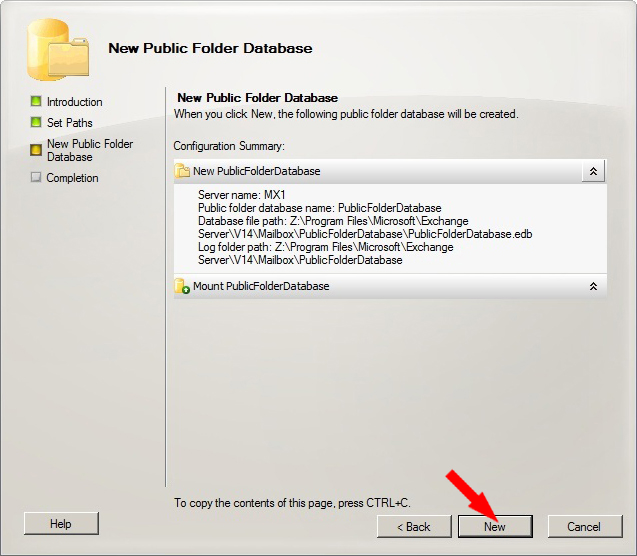 New Public Folder Database
Introduction
Set Paths
New Public Folder
Database
Completion
New Public Folder Database
When you click New, the following public folder database will be created.
Configuration Summary:
New PublicFolderDatabase
Server name: MX1
Public folder database name: PublicFolderDatabase
Database file path: Z:\Program Files\Microsoft\Exchange
Server\V14\Mailbox\PublicFolderDatabase\PublicFolderDatabase.edb
Log folder path: Z:\Program Files\Microsoft\Exchange
Server\V14\Mailbox\PublicFolderDatabase
Mount PublicFolderDatabase
To copy the contents of this page, press CTRL+C.
Help
< Back
New
Cancel